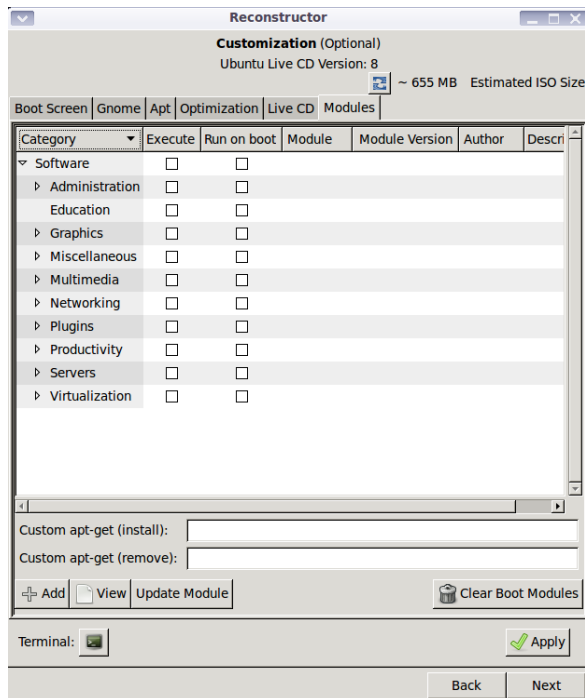 Reconstructor
Customization (Optional)
Ubuntu Live CD Version: 8
~ 655 MB Estimated ISO Size
Boot Screen Gnome Apt Optimization Live CD Modules
Category Execute Run on boot Module Module Version Author Descri
Software
Administration
Education
Graphics
Miscellaneous
Multimedia
Networking
Plugins
Productivity
Servers
Virtualization
Custom apt-get (install):
Custom apt-get (remove):
Add View Update Module Clear Boot Modules
Terminal: Apply
Back Next